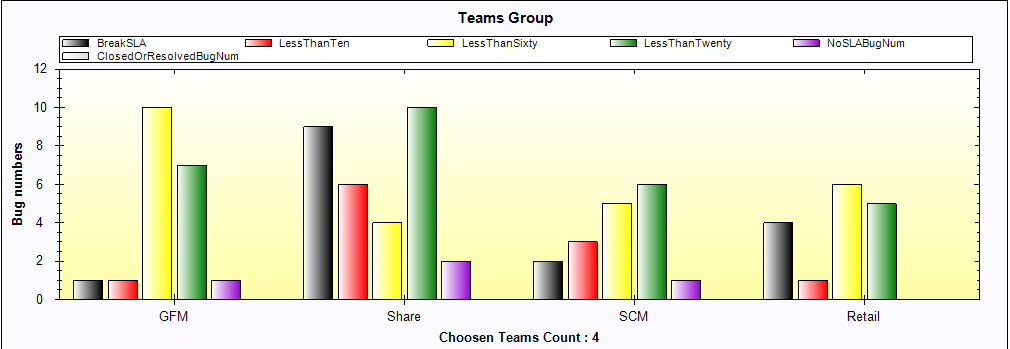 Teams Group
BreakSLA LessThanTen LessThanSixty LessThanTwenty NoSLABugNum
ClosedOrResolvedBugNum
12
10
8
6
4
2
0
Bug numbers
GFM Share SCM Retail
Choosen Teams Count : 4